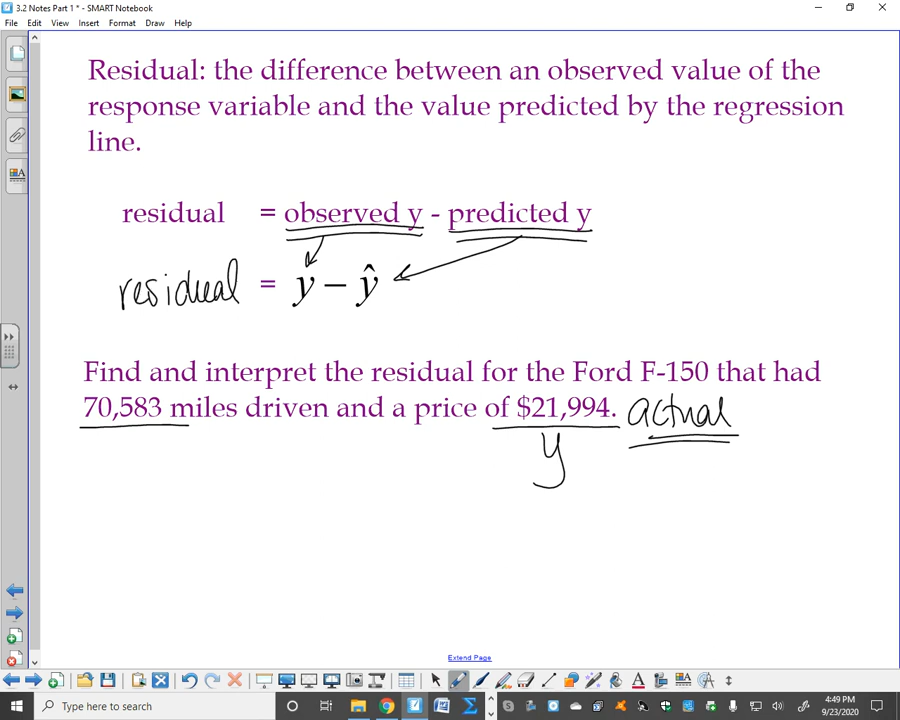 3.2 Notes Part 1 * - SMART Notebook
File Edit View Insert Format Draw Help
Residual: the difference between an observed value of the
response variable and the value predicted by the regression
line.
residual = observed y - predicted y
residual = y − ŷ
Find and interpret the residual for the Ford F-150 that had
70,583 miles driven and a price of $21,994. actual
y
Extend Page
Type here to search
4:49 PM
9/23/2020